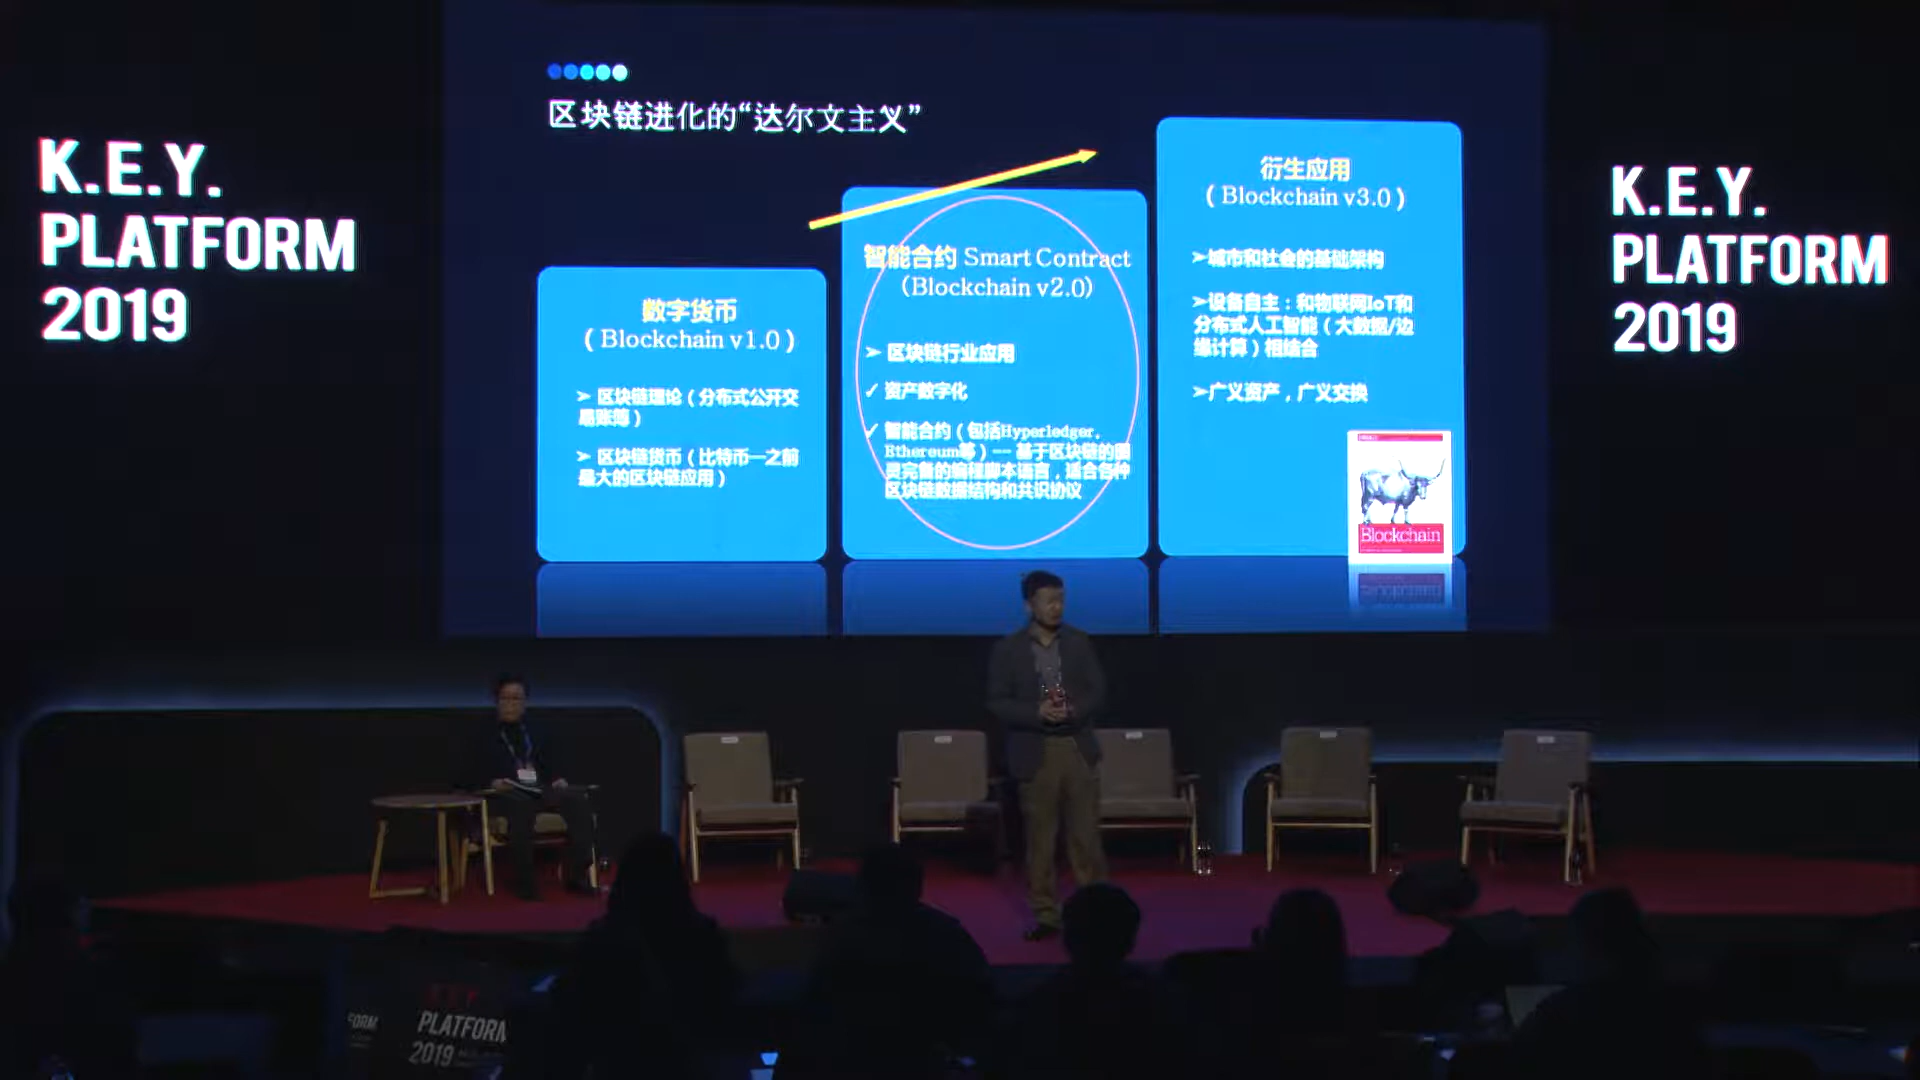 K.E.Y.
PLATFORM
2019
区块链进化的“达尔文主义”
数字货币
( Blockchain v1.0 )
➢ 区块链理论（分布式公开交
易账簿）
➢ 区块链货币（比特币—之前
最大的区块链应用）
智能合约 Smart Contract
(Blockchain v2.0)
➢ 区块链行业应用
✓ 资产数字化
✓ 智能合约（包括Hyperledger,
Ethereum等）-- 基于区块链的图
灵完备的编程脚本语言，适合各种
区块链数据结构和共识协议
衍生应用
( Blockchain v3.0 )
➢城市和社会的基础架构
➢设备自主：和物联网IoT和
分布式人工智能（大数据/边
缘计算）相结合
➢广义资产，广义交换
Blockchain
K.E.Y.
PLATFORM
2019
FORM
K.E.Y.
PLATFORM
2019